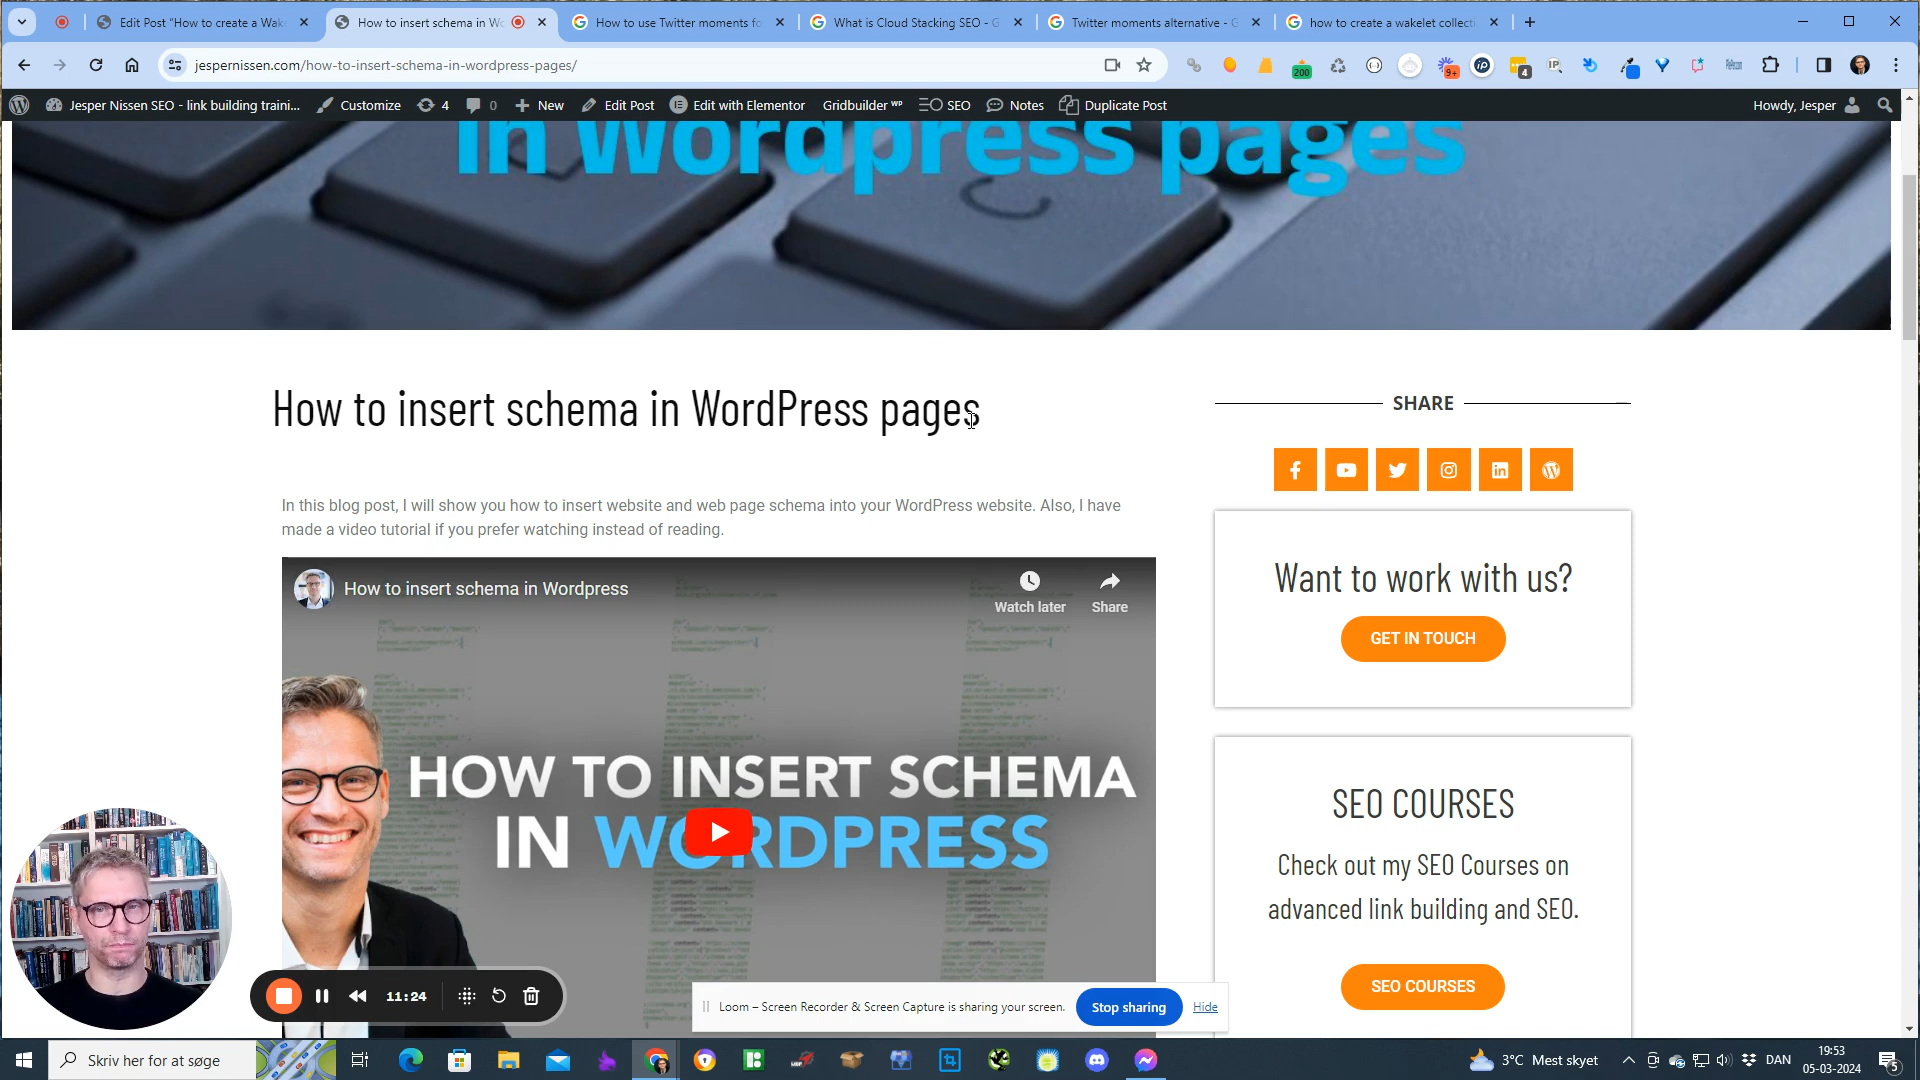 Edit Post "How to create a Wake
How to insert schema in Wo
How to use Twitter moments fo
What is Cloud Stacking SEO - G
Twitter moments alternative - G
how to create a wakelet collecti
jespernissen.com/how-to-insert-schema-in-wordpress-pages/
200
9+
4
Jesper Nissen SEO - link building traini...
Customize
4
0
New
Edit Post
Edit with Elementor
Gridbuilder WP
SEO
Notes
Duplicate Post
Howdy, Jesper
in Wordpress pages
How to insert schema in WordPress pages
In this blog post, I will show you how to insert website and web page schema into your WordPress website. Also, I have
made a video tutorial if you prefer watching instead of reading.
How to insert schema in Wordpress
Watch later
Share
HOW TO INSERT SCHEMA
IN WORDPRESS
SHARE
Want to work with us?
GET IN TOUCH
SEO COURSES
Check out my SEO Courses on
advanced link building and SEO.
SEO COURSES
11:24
Loom – Screen Recorder & Screen Capture is sharing your screen.
Stop sharing
Hide
Skriv her for at søge
3°C Mest skyet
DAN
19:53
05-03-2024
5